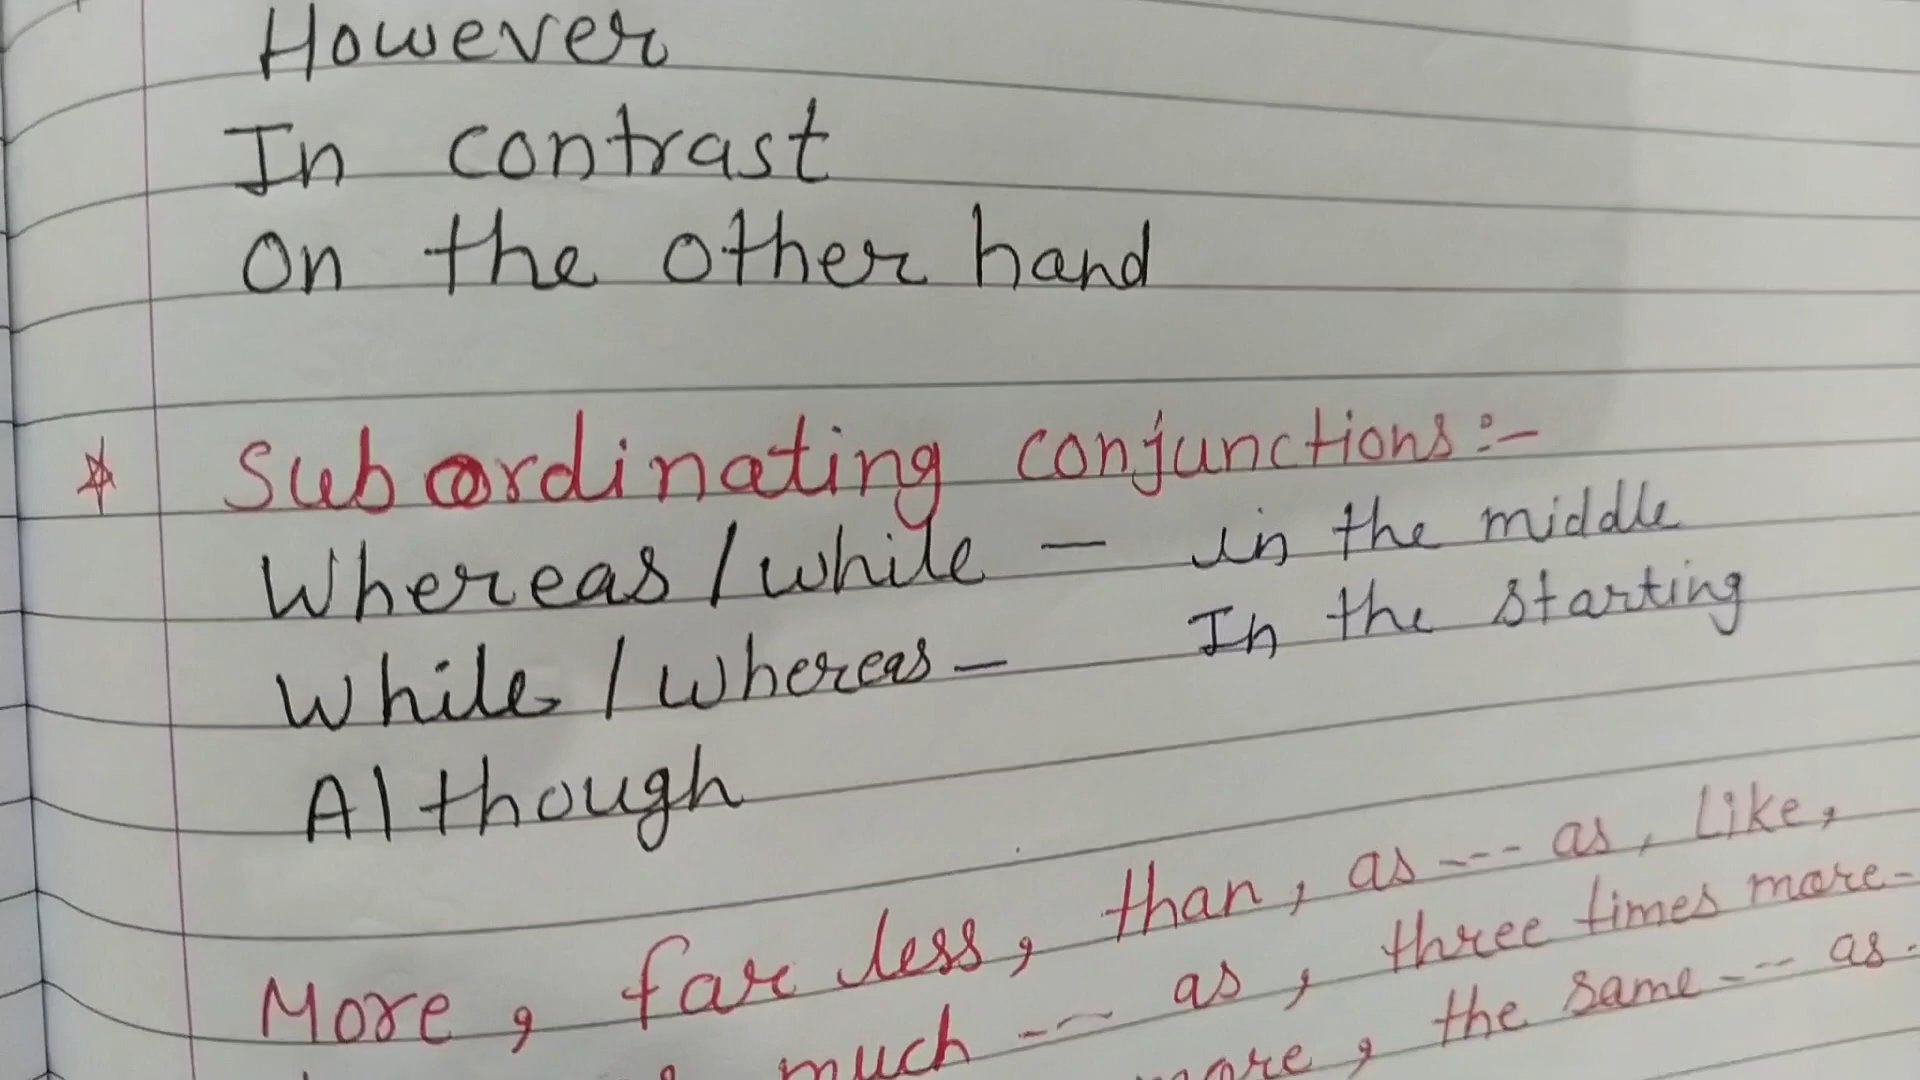 However
In contrast
On the other hand
Subordinating conjunctions:-
Whereas / while - in the middle
While / whereas - In the starting
Although
More, far less, than, as --- as, Like,
much --- as, three times more-
more, the same --- as.